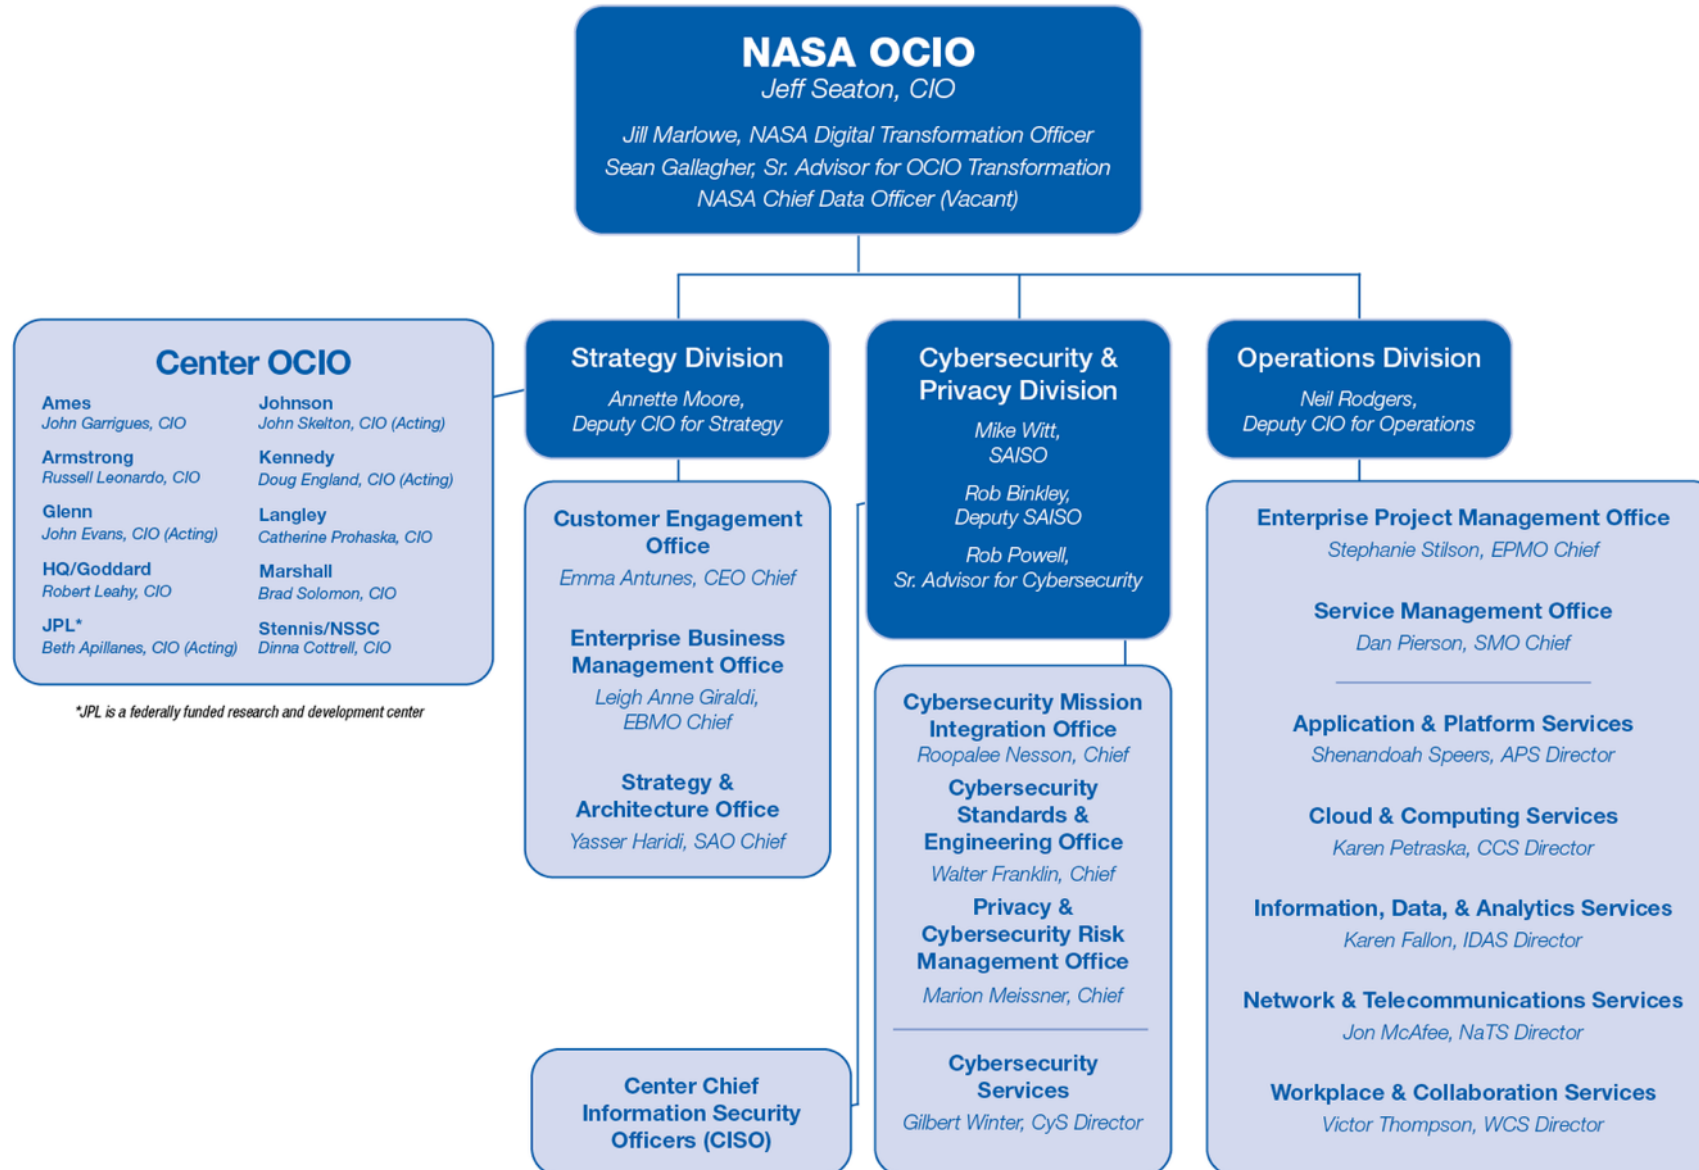 NASA OCIO
Jeff Seaton, CIO
Jill Marlowe, NASA Digital Transformation Officer
Sean Gallagher, Sr. Advisor for OCIO Transformation
NASA Chief Data Officer (Vacant)
Center OCIO
Ames
John Garrigues, CIO
Armstrong
Russell Leonardo, CIO
Glenn
John Evans, CIO (Acting)
HQ/Goddard
Robert Leahy, CIO
JPL*
Beth Apillanes, CIO (Acting)
Johnson
John Skelton, CIO (Acting)
Kennedy
Doug England, CIO (Acting)
Langley
Catherine Prohaska, CIO
Marshall
Brad Solomon, CIO
Stennis/NSSC
Dinna Cottrell, CIO
*JPL is a federally funded research and development center
Strategy Division
Annette Moore,
Deputy CIO for Strategy
Customer Engagement
Office
Emma Antunes, CEO Chief
Enterprise Business
Management Office
Leigh Anne Giraldi,
EBMO Chief
Strategy &
Architecture Office
Yasser Haridi, SAO Chief
Cybersecurity &
Privacy Division
Mike Witt,
SAISO
Rob Binkley,
Deputy SAISO
Rob Powell,
Sr. Advisor for Cybersecurity
Cybersecurity Mission
Integration Office
Roopalee Nesson, Chief
Cybersecurity
Standards &
Engineering Office
Walter Franklin, Chief
Privacy &
Cybersecurity Risk
Management Office
Marion Meissner, Chief
Cybersecurity
Services
Gilbert Winter, CyS Director
Center Chief
Information Security
Officers (CISO)
Operations Division
Neil Rodgers,
Deputy CIO for Operations
Enterprise Project Management Office
Stephanie Stilson, EPMO Chief
Service Management Office
Dan Pierson, SMO Chief
Application & Platform Services
Shenandoah Speers, APS Director
Cloud & Computing Services
Karen Petraska, CCS Director
Information, Data, & Analytics Services
Karen Fallon, IDAS Director
Network & Telecommunications Services
Jon McAfee, NaTS Director
Workplace & Collaboration Services
Victor Thompson, WCS Director